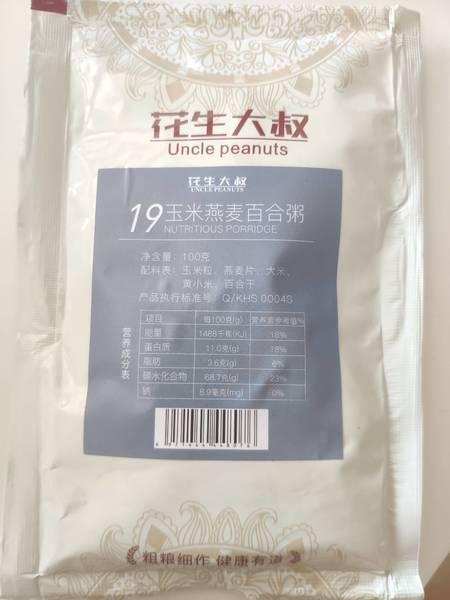 花生大叔
Uncle peanuts
花生大叔
UNCLE PEANUTS
19 玉米燕麦百合粥
NUTRITIOUS PORRIDGE
净含量：100克
配料表：玉米粒、燕麦片、大米、
黄小米、百合干
产品执行标准号：Q/KHS 0004S
营养成分表
项目 每100克(g) 营养素参考值%
能量 1488千焦(KJ) 18%
蛋白质 11.0克(g) 18%
脂肪 3.6克(g) 6%
碳水化合物 68.7克(g) 23%
钠 8.9毫克(mg) 0%
粗粮细作 健康有道